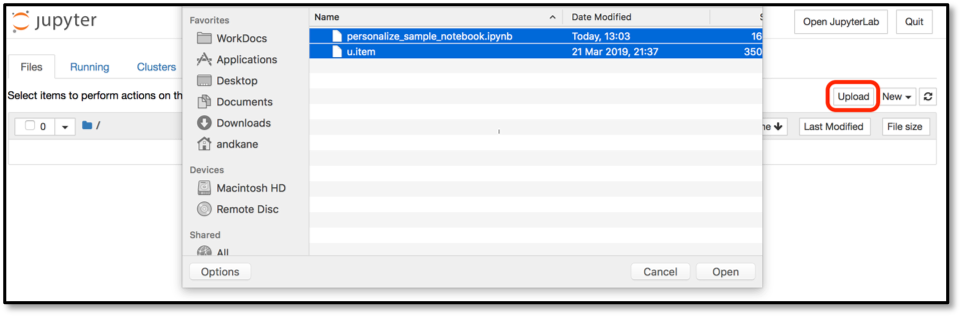 jupyter
Open JupyterLab
Quit
Files
Running
Clusters
Select items to perform actions on th
Upload
New
0
/
me
Last Modified
File size
Favorites
WorkDocs
Applications
Desktop
Documents
Downloads
andkane
Devices
Macintosh HD
Remote Disc
Shared
All
Name
Date Modified
S
personalize_sample_notebook.ipynb
Today, 13:03
16
u.item
21 Mar 2019, 21:37
350
Options
Cancel
Open